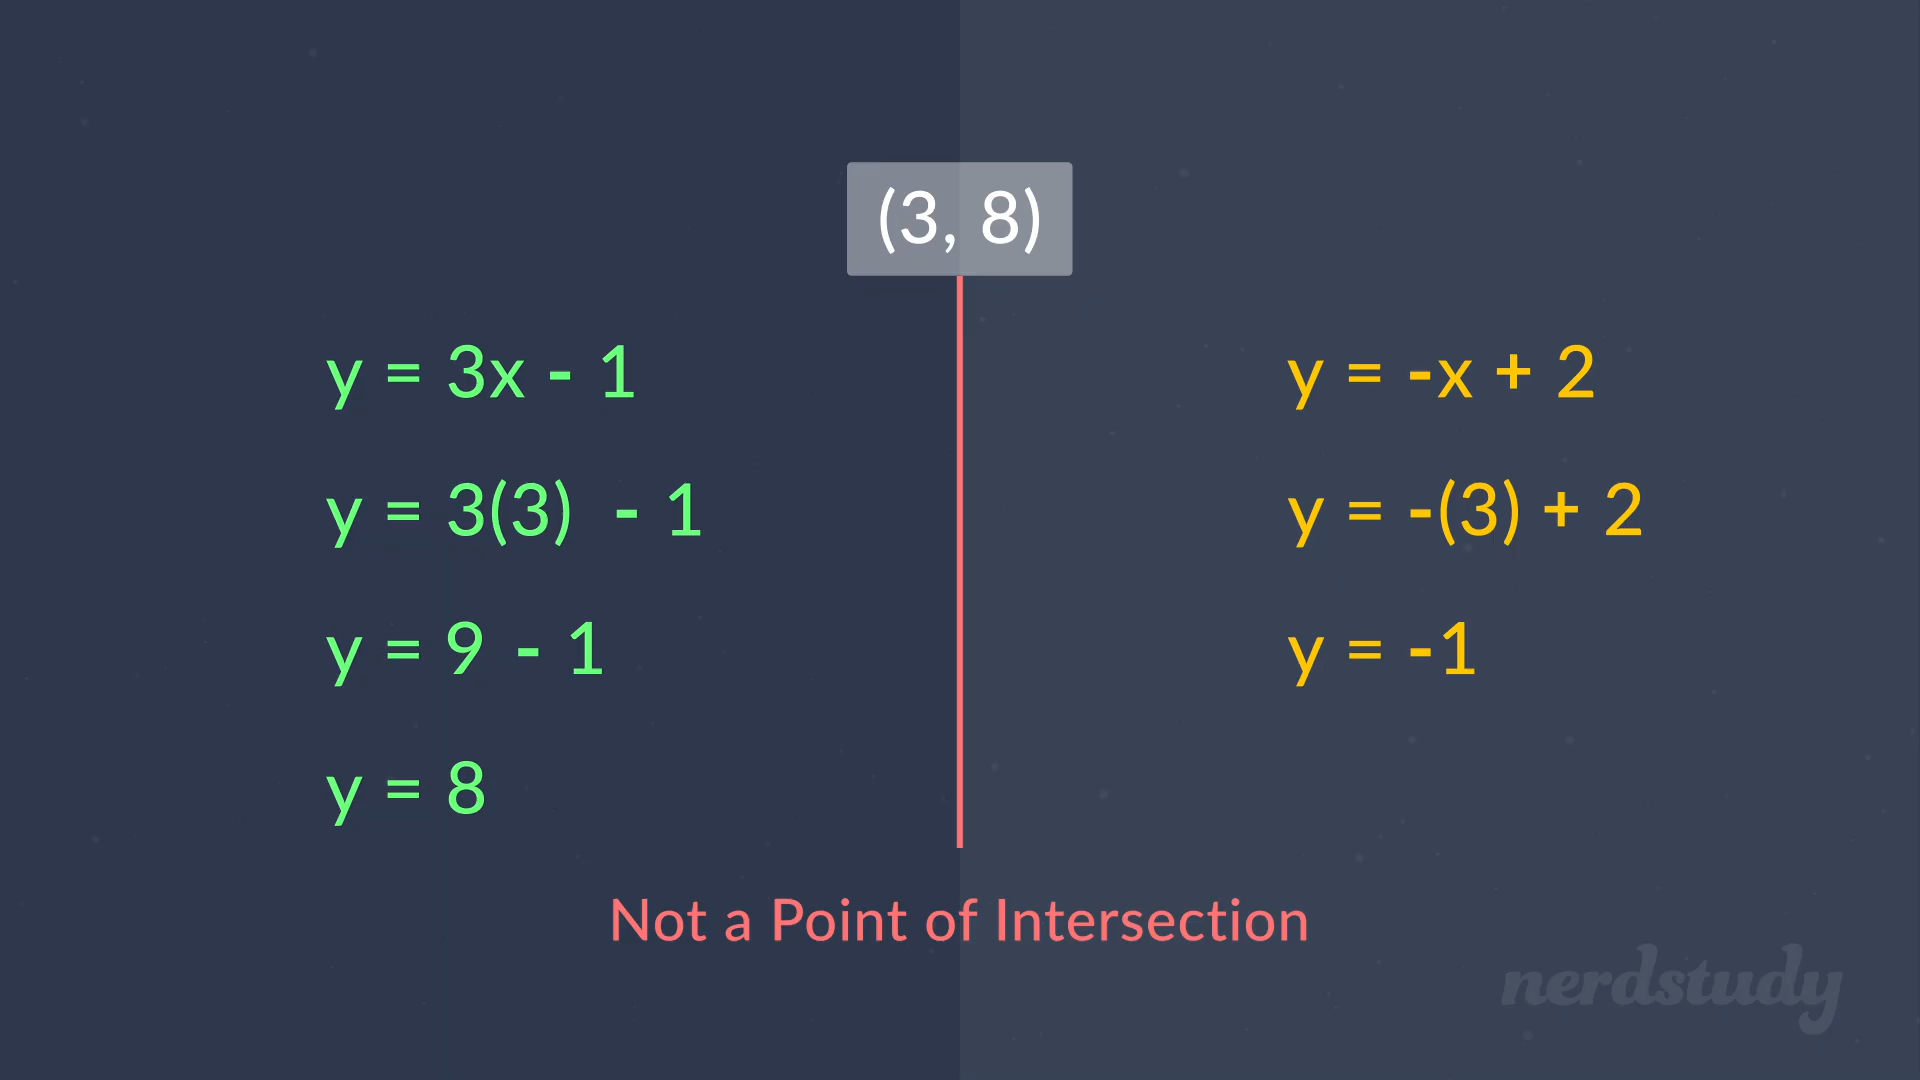 (3, 8)
y = 3x - 1
y = 3(3) - 1
y = 9 - 1
y = 8
y = -x + 2
y = -(3) + 2
y = -1
Not a Point of Intersection
nerdstudy